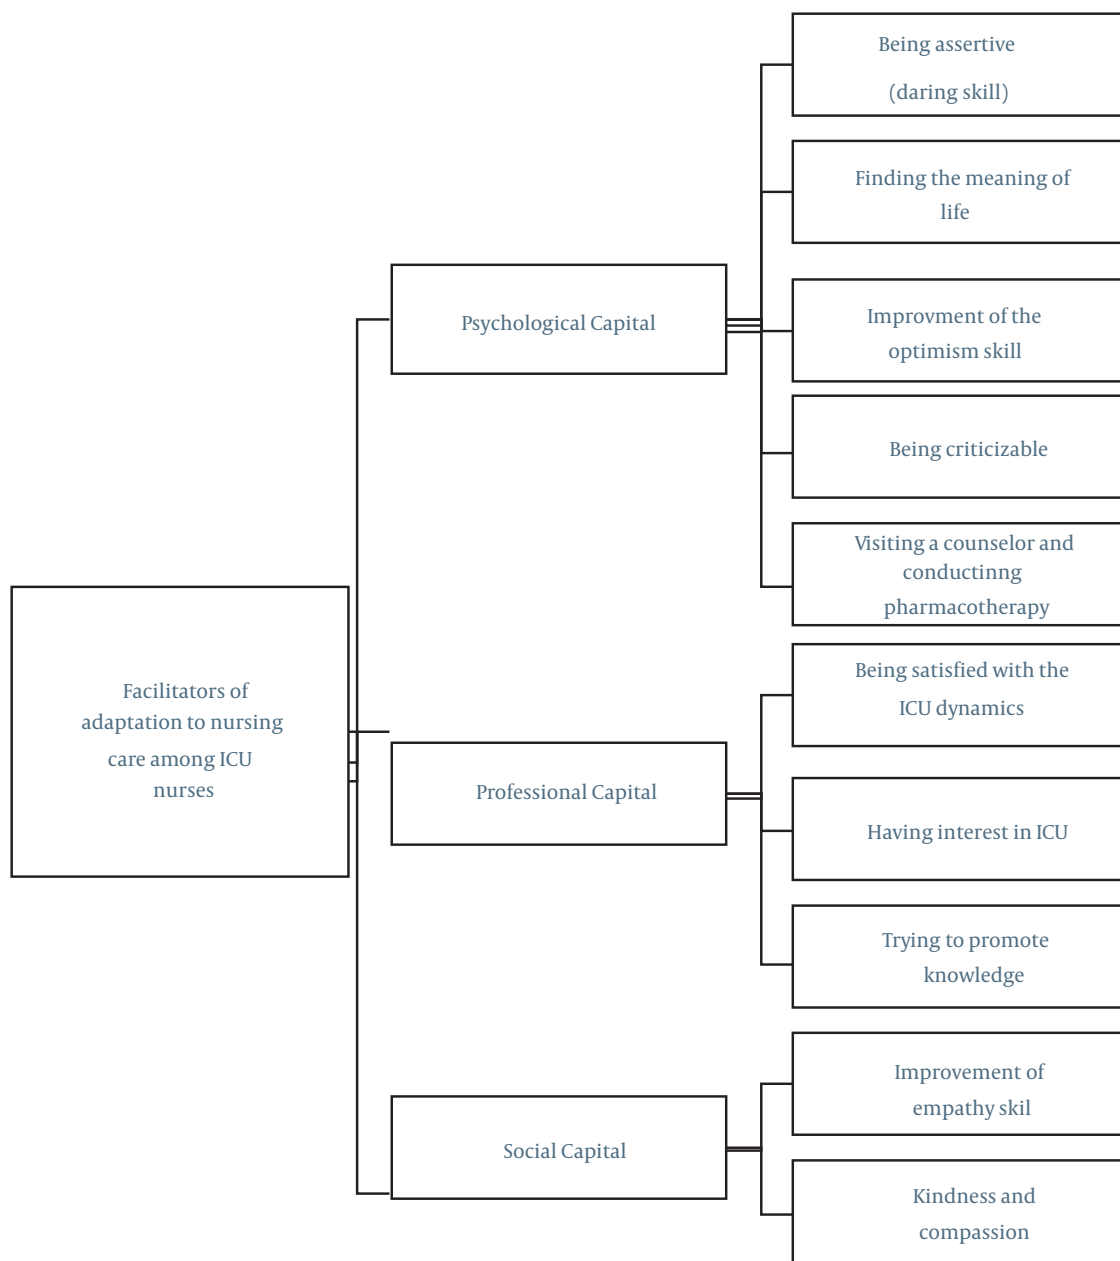 Being assertive
(daring skill)
Finding the meaning of
life
Psychological Capital
Improvment of the
optimism skill
Being criticizable
Visiting a counselor and
conductinng
pharmacotherapy
Facilitators of
adaptation to nursing
care among ICU
nurses
Being satisfied with the
ICU dynamics
Professional Capital
Having interest in ICU
Trying to promote
knowledge
Improvement of
empathy skil
Social Capital
Kindness and
compassion